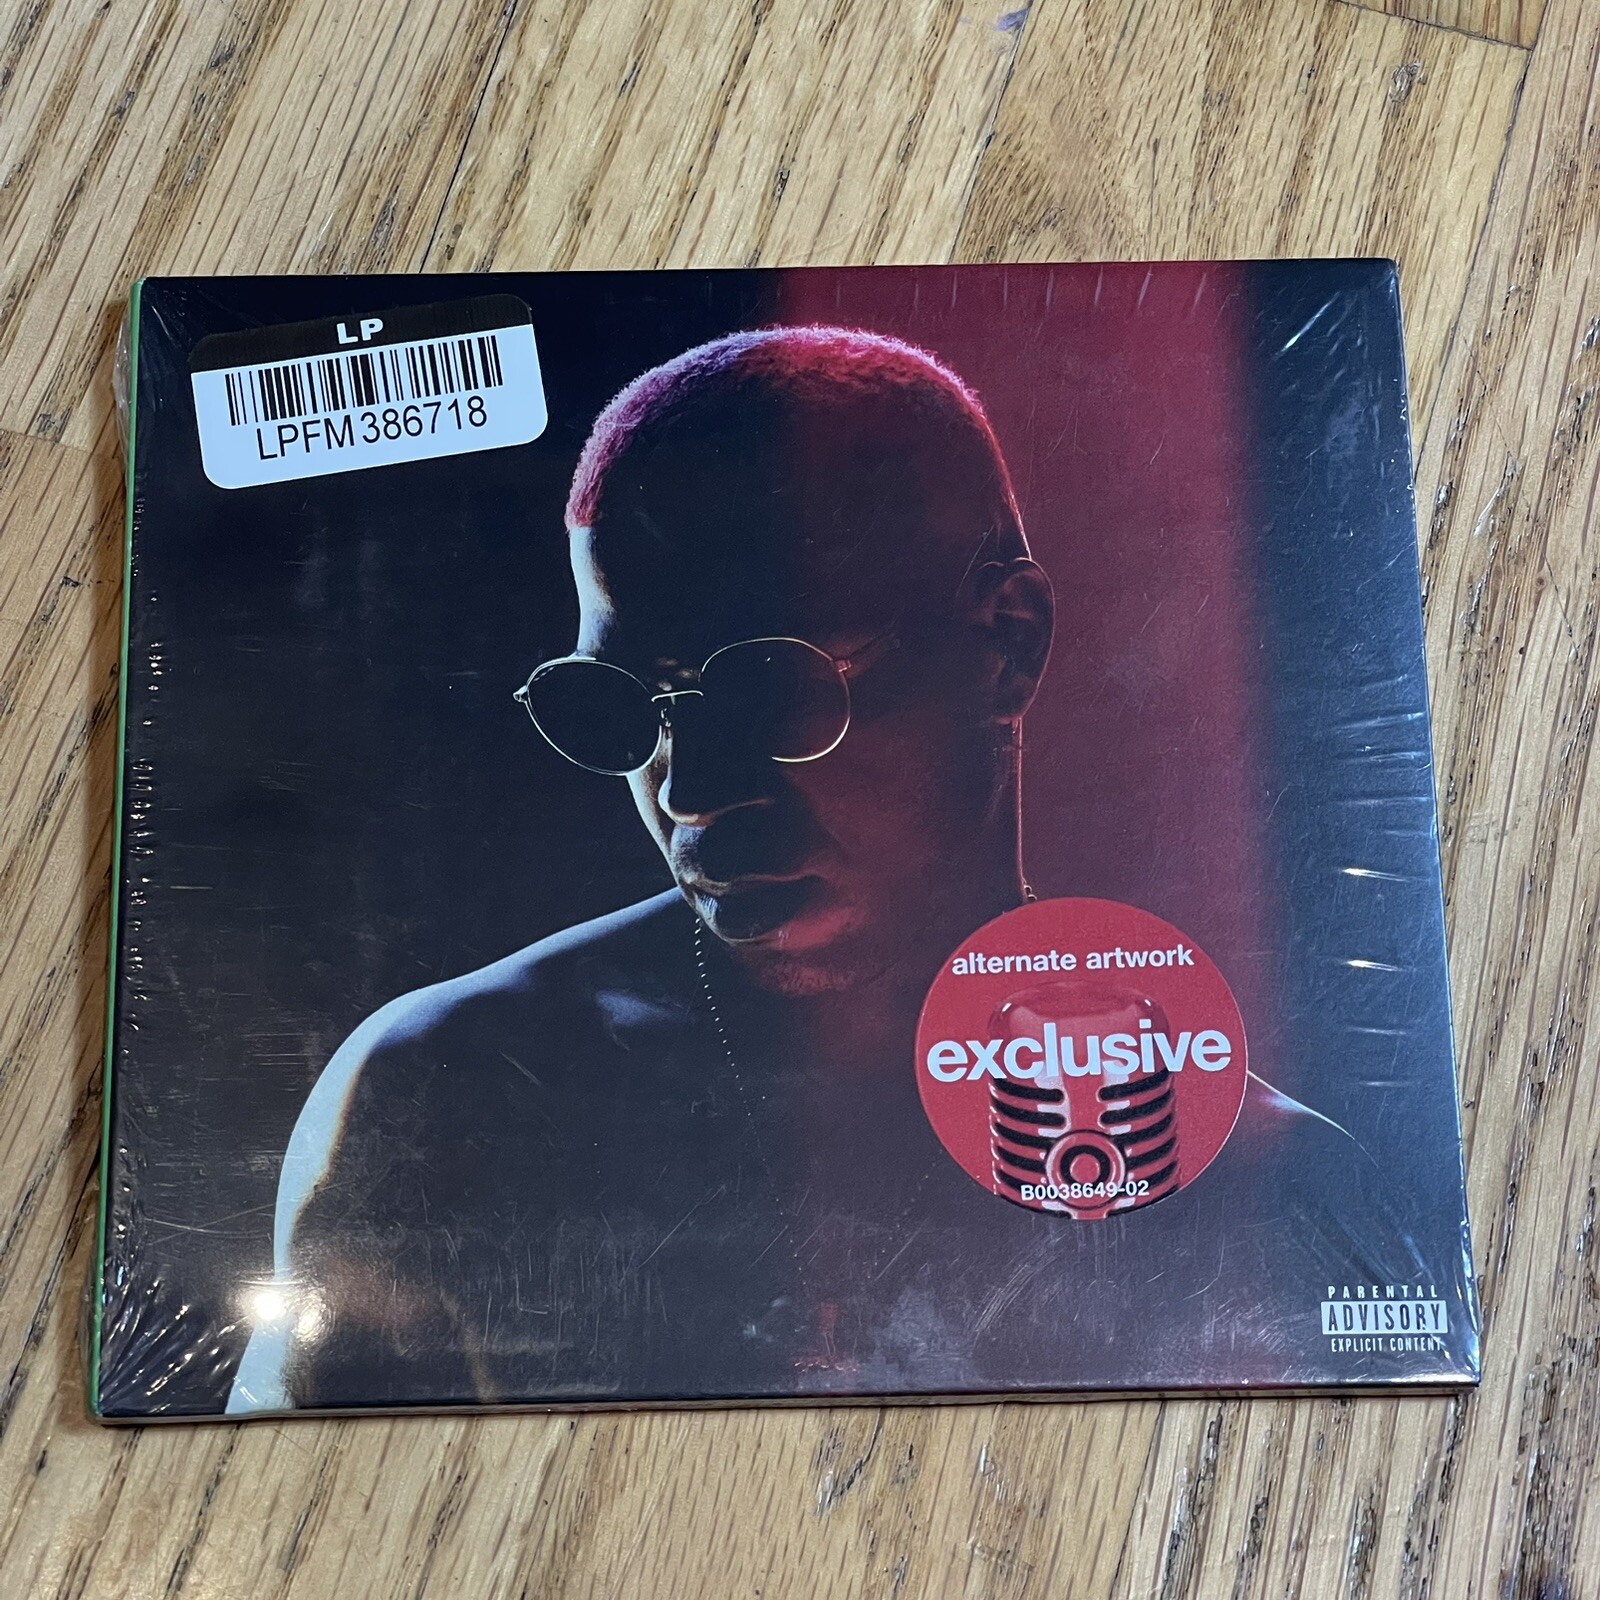 LP
LPFM386718
alternate artwork
exclusive
B0038649-02
PARENTAL
ADVISORY
EXPLICIT CONTENT